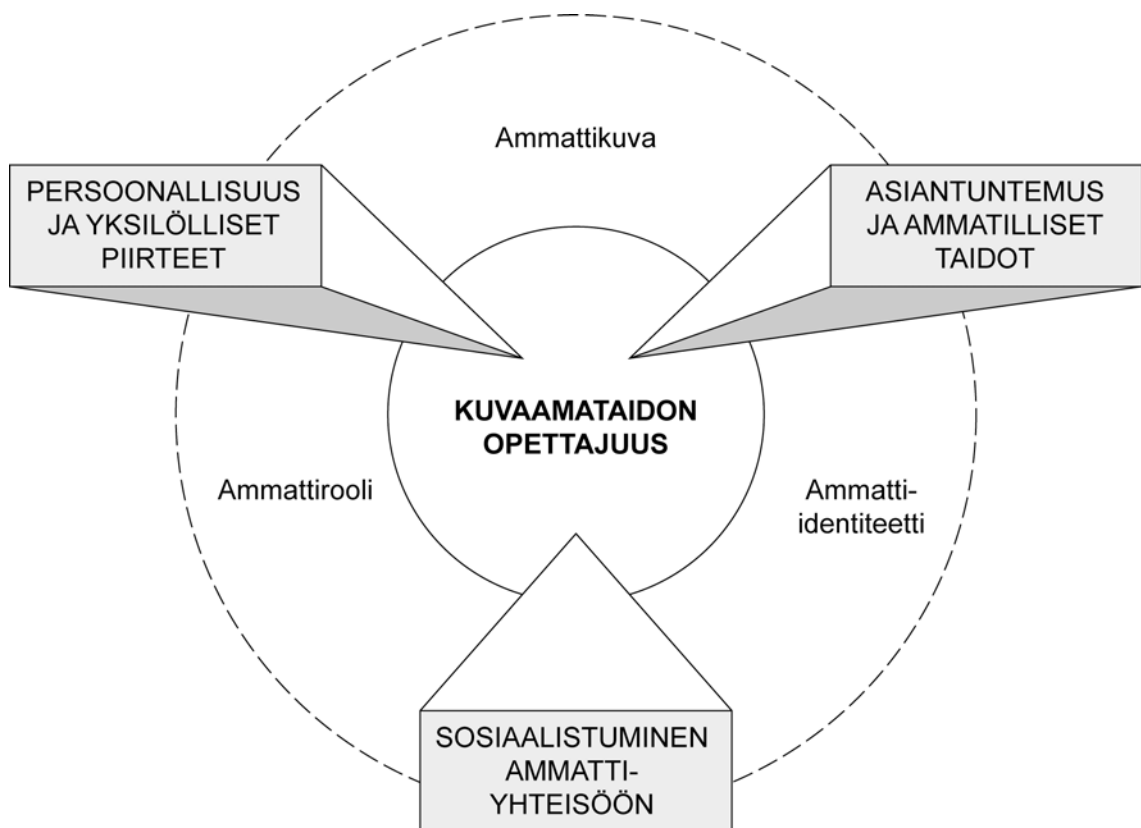 Ammattikuva
PERSOONALLISUUS
JA YKSILÖLLISET
PIIRTEET
ASIANTUNTEMUS
JA AMMATILLISET
TAIDOT
KUVAAMATAIDON
OPETTAJUUS
Ammattirooli
Ammatti-
identiteetti
SOSIAALISTUMINEN
AMMATTI-
YHTEISÖÖN